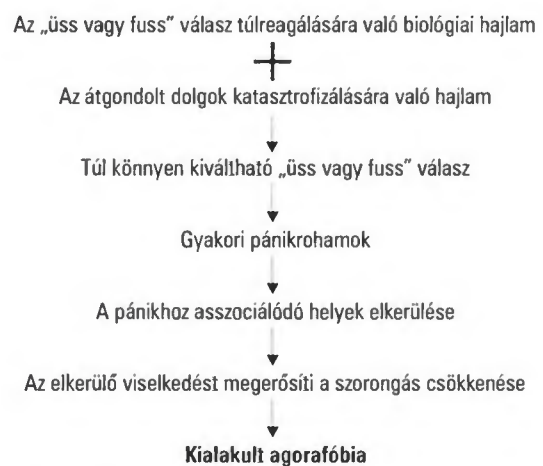 Az „üss vagy fuss” válasz túlreagálására való biológiai hajlam
+
Az átgondolt dolgok katasztrofizálására való hajlam
Túl könnyen kiváltható „üss vagy fuss” válasz
Gyakori pánikrohamok
A pánikhoz asszociálódó helyek elkerülése
Az elkerülő viselkedést megerősíti a szorongás csökkenése
Kialakult agorafóbia